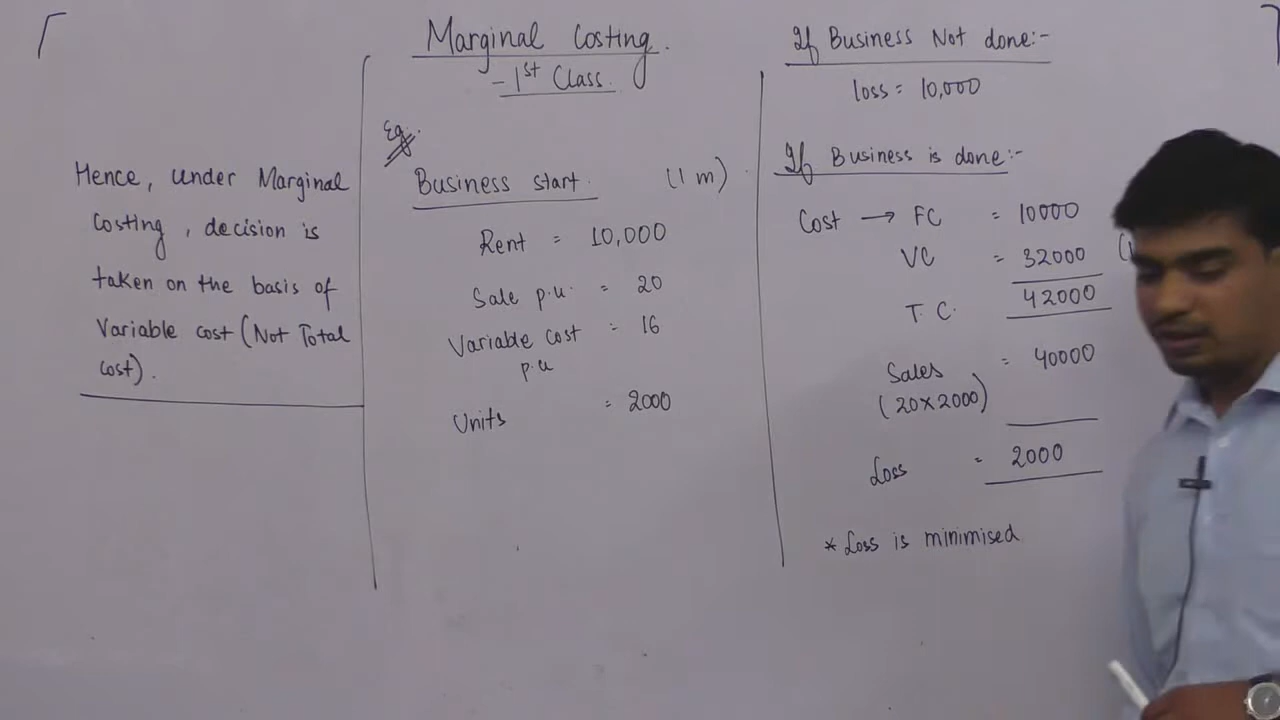 Marginal Costing.
- 1st Class.
Eg.
Business start. (1 m)
Rent = 10,000
Sale p.u. = 20
Variable cost = 16
p.u
Units = 2000
If Business Not done:-
loss = 10,000
If Business is done:-
Cost → FC = 10000
VC = 32000
T.C. 42000
Sales = 40000
(20×2000)
Loss = 2000
* Loss is minimised
Hence, under Marginal
Costing, decision is
taken on the basis of
Variable cost (Not Total
cost).